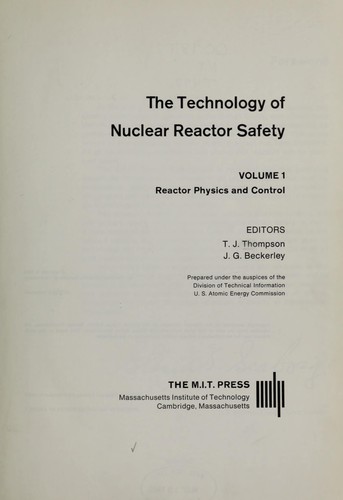 The Technology of
Nuclear Reactor Safety
VOLUME 1
Reactor Physics and Control
EDITORS
T. J. Thompson
J. G. Beckerley
Prepared under the auspices of the
Division of Technical Information
U. S. Atomic Energy Commission
THE M.I.T. PRESS
Massachusetts Institute of Technology
Cambridge, Massachusetts